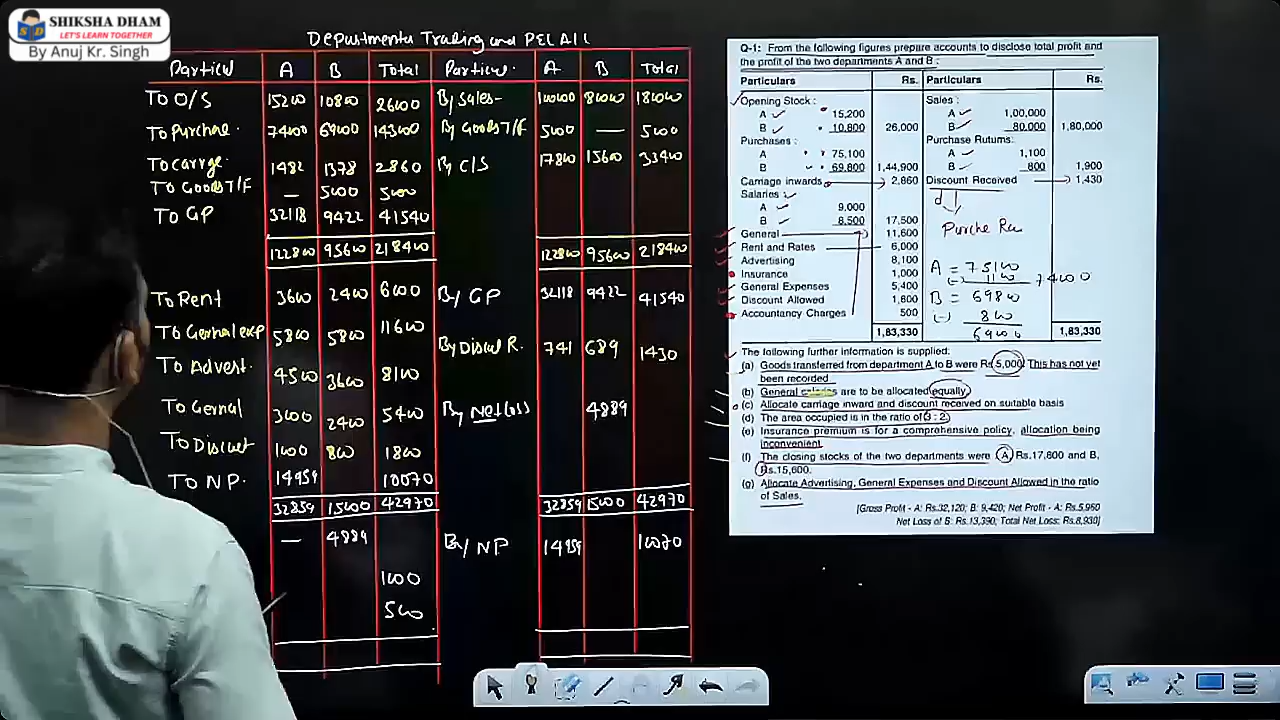 SHIKSHA DHAM
LET'S LEARN TOGETHER
By Anuj Kr. Singh
Departmenta Trading and P&L A/c
Particul A B Total Particul. A B Total
To O/S 15200 10800 26000 By Sales- 100000 80000 180000
To Purchae. 74000 69000 143000 By Goods T/F 5000 — 5000
To carrge. 1482 1378 2860 By C/S 17800 15600 33400
To Goods T/F — 5000 5000
To GP 32118 9422 41540
122800 95600 218400 122800 95600 218400
To Rent 3600 2400 6000 By GP 32118 9422 41540
To General exp 5800 5800 11600 By Discul R. 741 689 1430
To Advest. 4500 3600 8100
To Gernal 3000 2400 5400 By Net Loss 4889
To Discut 1000 800 1800
To NP. 14959 10070
32859 15000 42970 32859 15000 42970
— 4889 By NP 14959 10070
1000
500
Q-1: From the following figures prepare accounts to disclose total profit and
the profit of the two departments A and B :
Particulars Rs. Particulars Rs.
Opening Stock : Sales :
A 15,200 A 1,00,000
B 10,800 26,000 B 80,000 1,80,000
Purchases : Purchase Ruturns:
A 75,100 A 1,100
B 69,800 1,44,900 B 800 1,900
Carriage inwards 2,860 Discount Received 1,430
Salaries :
A 9,000
B 8,500 17,500
General 11,600
Rent and Rates 6,000
Advertising 8,100
Insurance 1,000
General Expenses 5,400
Discount Allowed 1,800
Accountancy Charges 500
1,83,330 1,83,330
Purche Ru
A = 75100
(-) 1100 74000
B = 69800
(-) 800
69000
The following further information is supplied:
(a) Goods transferred from department A to B were Rs 5,000. This has not yet
been recorded
(b) General salaries are to be allocated equally.
(c) Allocate carriage inward and discount received on suitable basis
(d) The area occupied is in the ratio of 3 : 2.
(e) Insurance premium is for a comprehensive policy, allocation being
inconvenient.
(f) The closing stocks of the two departments were A Rs.17,800 and B,
Rs.15,600.
(g) Allocate Advertising, General Expenses and Discount Allowed in the ratio
of Sales.
[Gross Profit - A: Rs.32,120; B: 9,420; Net Profit - A: Rs.5,960
Net Loss of B: Rs.13,390; Total Net Loss: Rs.8,930]